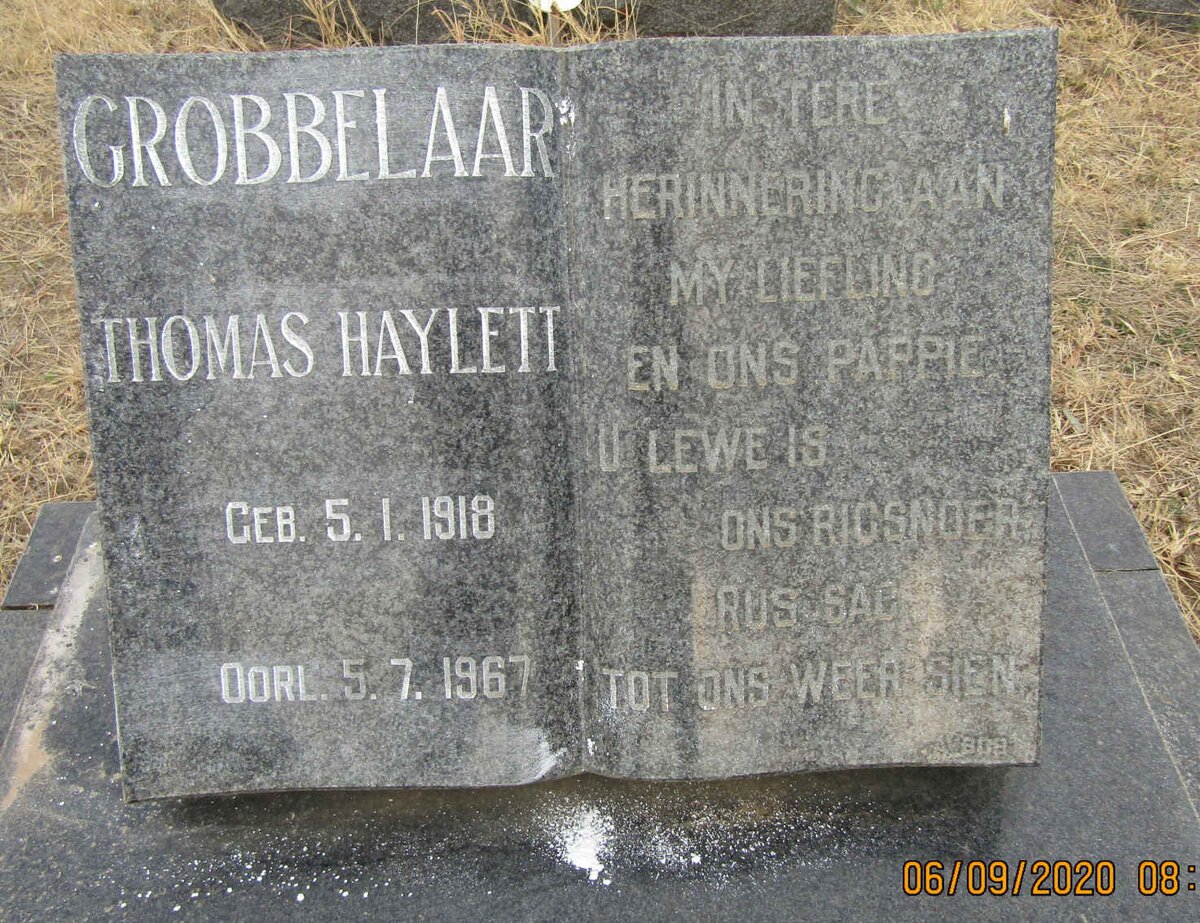 GROBBELAAR
THOMAS HAYLETT
GEB. 5. 1. 1918
OORL. 5. 7. 1967
IN TERE
HERINNERING AAN
MY LIEFLING
EN ONS PAPPIE
U LEWE IS
ONS RIGSNOER
RUS SAG
TOT ONS WEER SIEN
06/09/2020 08: